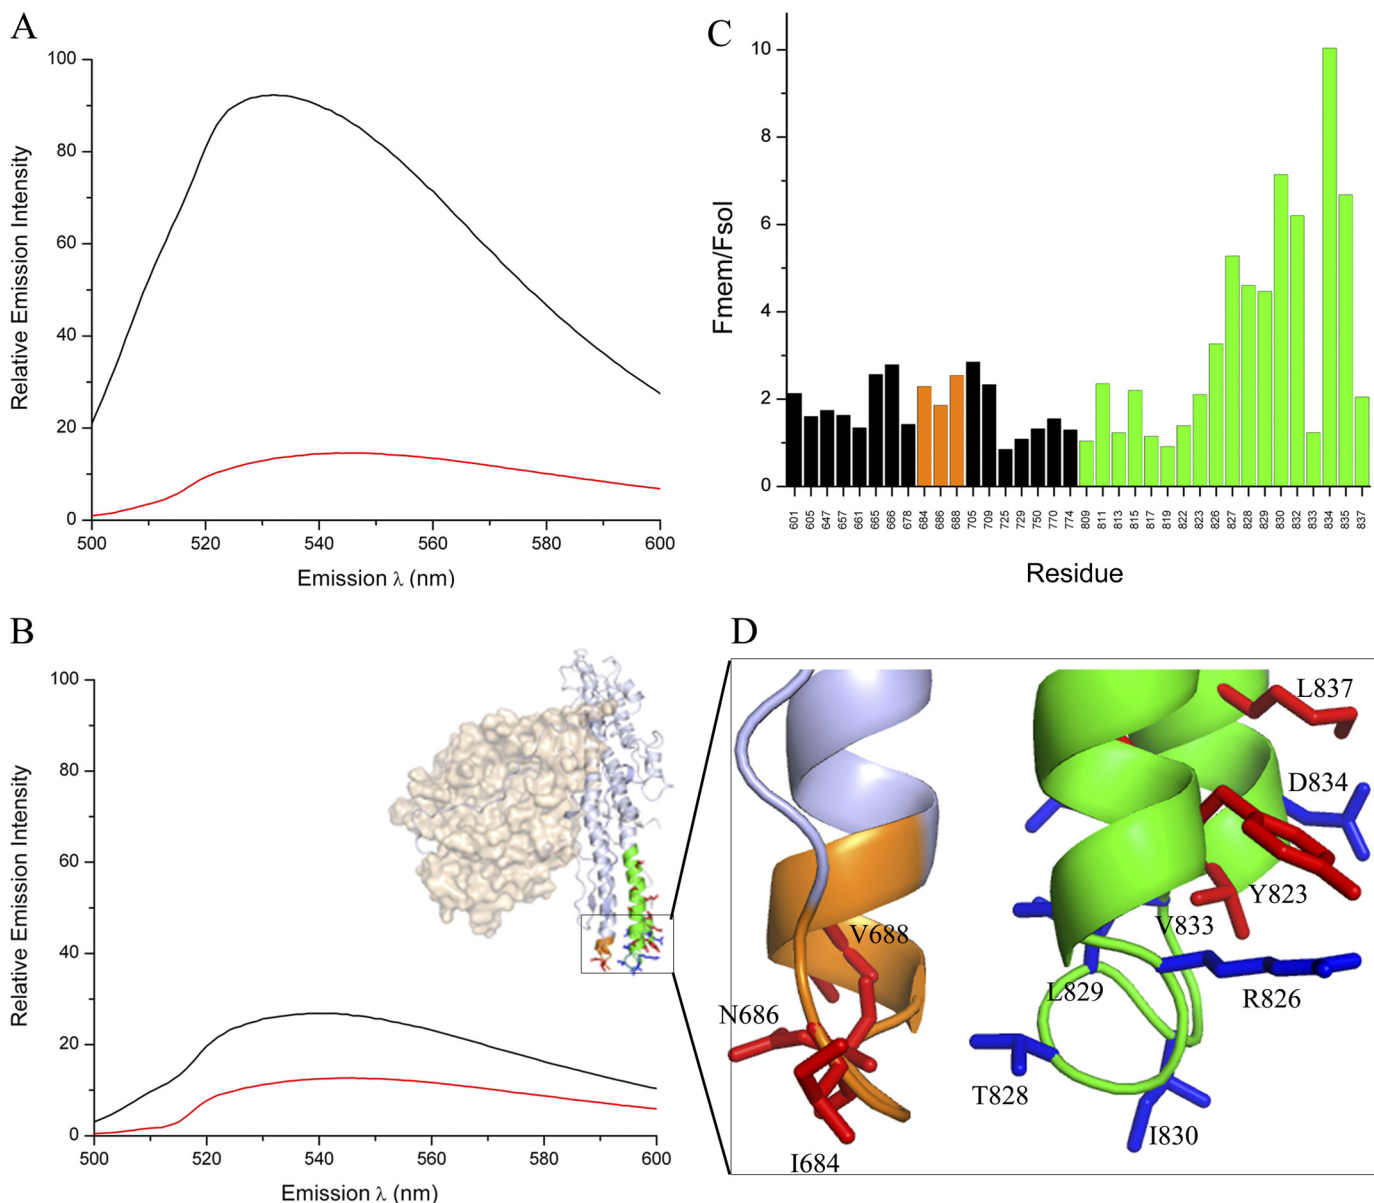 A
100
80
60
40
20
0
500 520 540 560 580 600
Relative Emission Intensity
Emission λ (nm)
C
10
8
6
4
2
0
Fmem/Fsol
601 605 647 657 661 665 666 678 684 686 688 705 709 725 729 750 770 774 809 811 813 815 817 819 822 823 826 827 828 829 830 832 833 834 835 837
Residue
B
100
80
60
40
20
0
500 520 540 560 580 600
Relative Emission Intensity
Emission λ (nm)
D
L837
D834
Y823
V833
V688
L829
R826
N686
T828
I830
I684